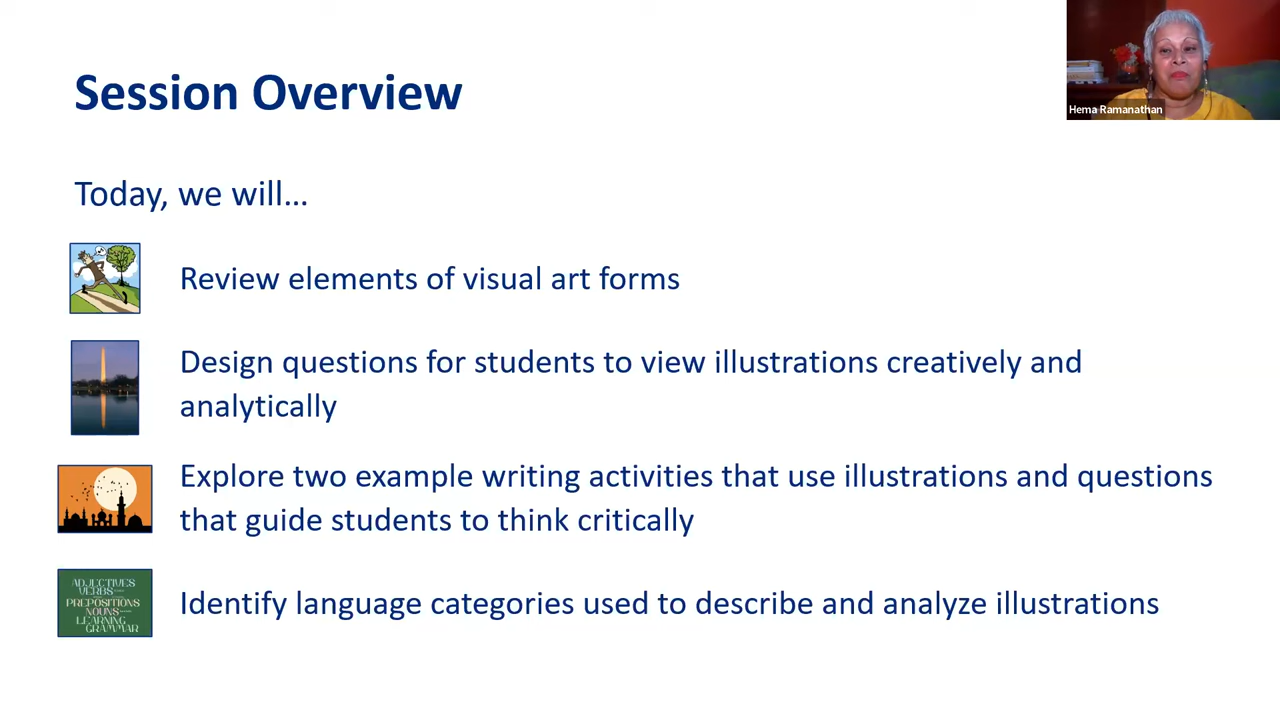 Session Overview
Hema Ramanathan
Today, we will...
Review elements of visual art forms
Design questions for students to view illustrations creatively and
analytically
Explore two example writing activities that use illustrations and questions
that guide students to think critically
ADJECTIVES
VERBS
PREPOSITIONS
NOUNS
LEARNING
GRAMMAR
Identify language categories used to describe and analyze illustrations